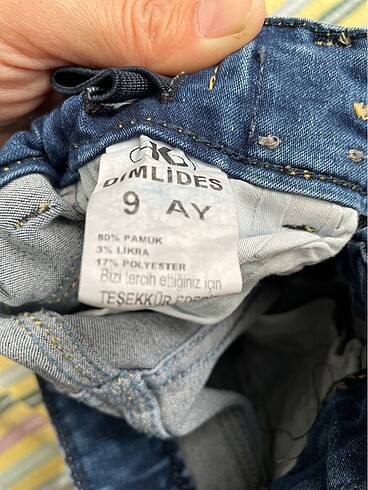 DIMLIDES
9 AY
80% PAMUK
3% LIKRA
17% POLYESTER
Bizi tercih ettiğiniz için
TEŞEKKÜR